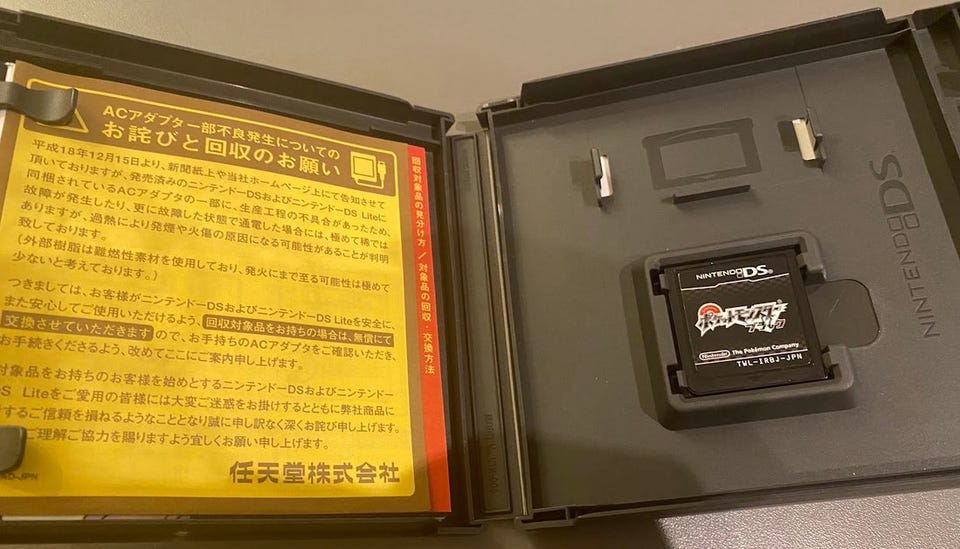 ACアダプター一部不良発生についての
お詫びと回収のお願い
平成18年12月15日より、新聞紙上や当社ホームページ上にて告知させて
頂いておりますが、発売済みのニンテンドーDSおよびニンテンドーDS Liteに
同梱されているACアダプタの一部に、生産工程の不具合があったため、
故障が発生したり、更に故障した状態で通電した場合には、極めて稀では
ありますが、過熱により発煙や火傷の原因になる可能性があることが判明
致しております。
(外部樹脂は難燃性素材を使用しており、発火にまで至る可能性は極めて
少ないと考えております。)
つきましては、お客様がニンテンドーDSおよびニンテンドーDS Liteを安全に、
また安心してご使用いただけるよう、回収対象品をお持ちの場合は、無償にて
交換させていただきますので、お手持ちのACアダプタをご確認いただき、
お手続きくださるよう、改めてここにご案内申し上げます。
対象品をお持ちのお客様を始めとするニンテンドーDSおよびニンテンドー
DS Liteをご愛用の皆様には大変ご迷惑をお掛けするとともに弊社商品に
するご信頼を損ねるようなこととなり誠に申し訳なく深くお詫び申し上げます。
ご理解ご協力を賜りますよう宜しくお願い申し上げます。
任天堂株式会社
AD-JPN
回収対象品の見分け方/対象品の回収・交換方法
NINTENDO DS
NINTENDO DS
ポケットモンスター
ブラック
Nintendo The Pokémon Company
TWL-IRBJ-JPN